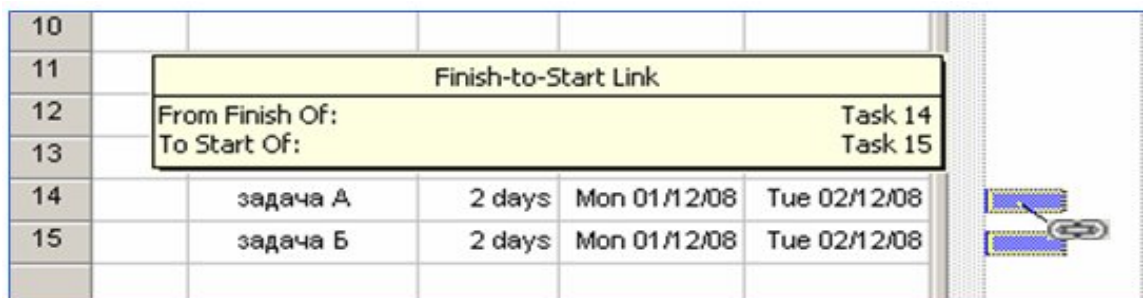 10
11
Finish-to-Start Link
12
From Finish Of: Task 14
13
To Start Of: Task 15
14 задача А 2 days Mon 01/12/08 Tue 02/12/08
15 задача Б 2 days Mon 01/12/08 Tue 02/12/08